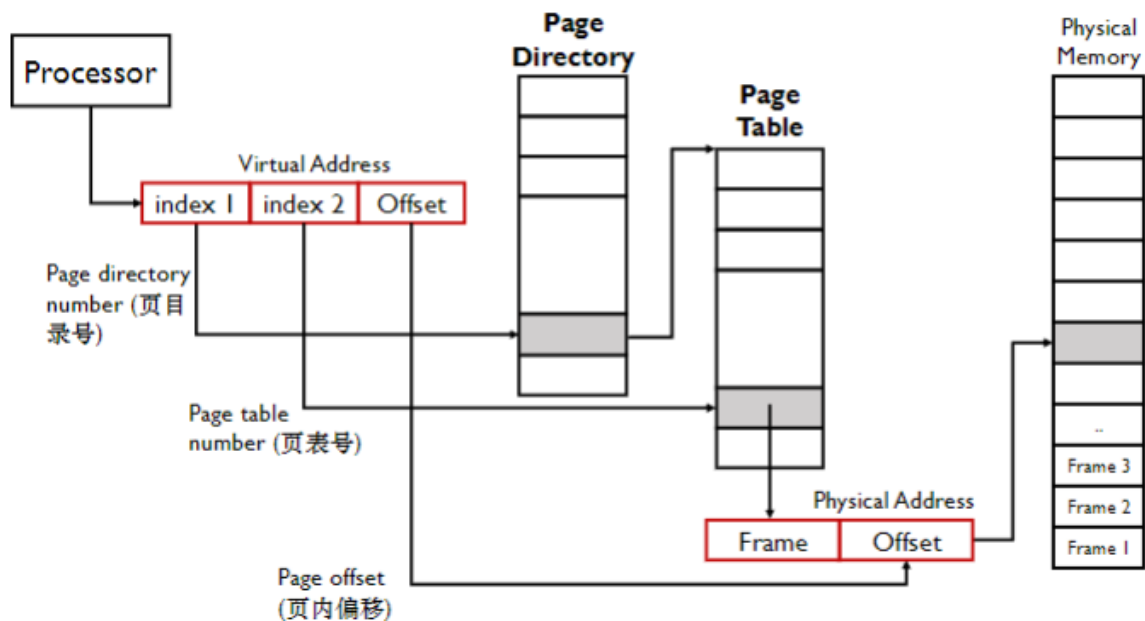 Processor
Page
Directory
Physical
Memory
Page
Table
Virtual Address
index 1
index 2
Offset
Page directory
number (页目
录号)
Page table
number (页表号)
..
Frame 3
Frame 2
Frame 1
Physical Address
Frame
Offset
Page offset
(页内偏移)